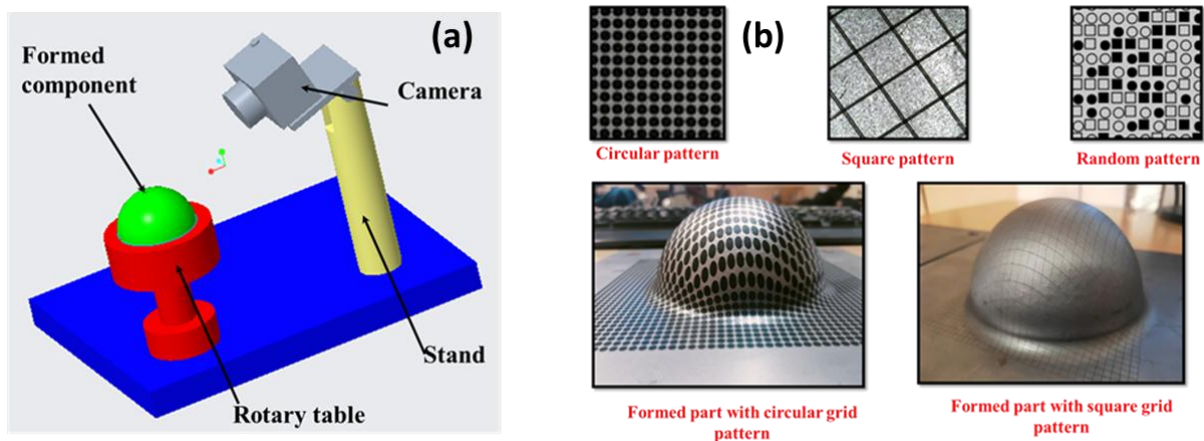 (a)
Formed
component
Camera
Stand
Rotary table
(b)
Circular pattern
Square pattern
Random pattern
Formed part with circular grid
pattern
Formed part with square grid
pattern